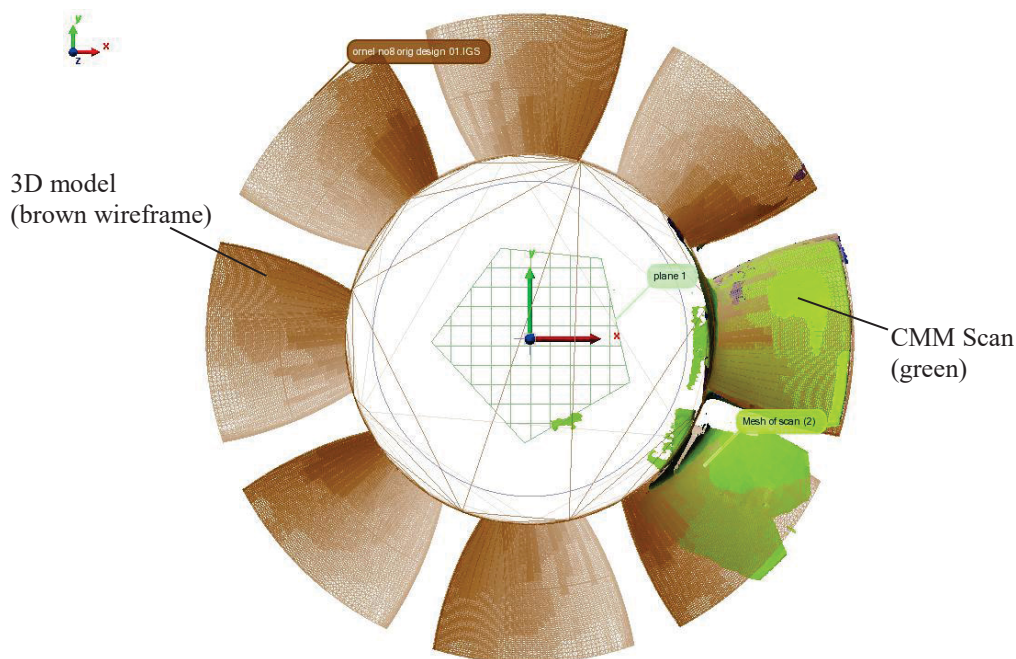 y
x
z
ornel no8 orig design 01.IGS
3D model
(brown wireframe)
y
plane 1
x
CMM Scan
(green)
Mesh of scan (2)